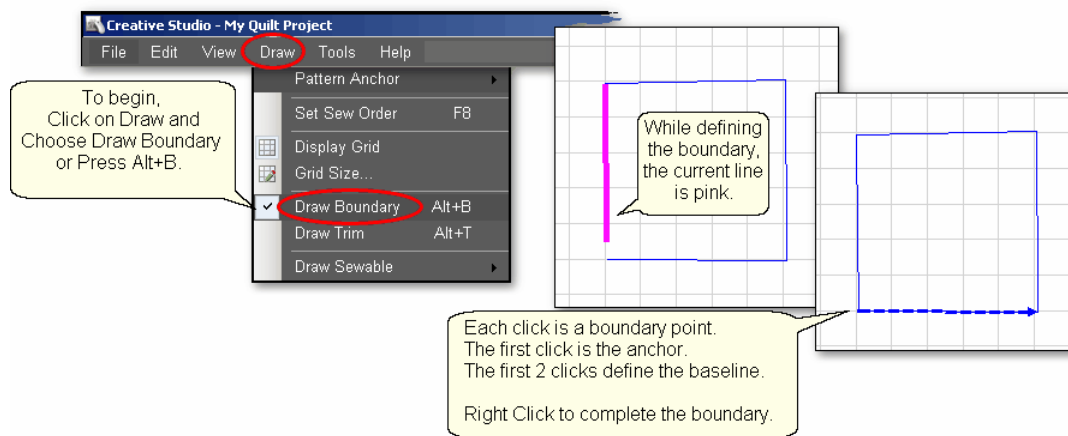 Creative Studio - My Quilt Project
File Edit View Draw Tools Help
Pattern Anchor
Set Sew Order F8
Display Grid
Grid Size...
Draw Boundary Alt+B
Draw Trim Alt+T
Draw Sewable
To begin,
Click on Draw and
Choose Draw Boundary
or Press Alt+B.
While defining
the boundary,
the current line
is pink.
Each click is a boundary point.
The first click is the anchor.
The first 2 clicks define the baseline.
Right Click to complete the boundary.